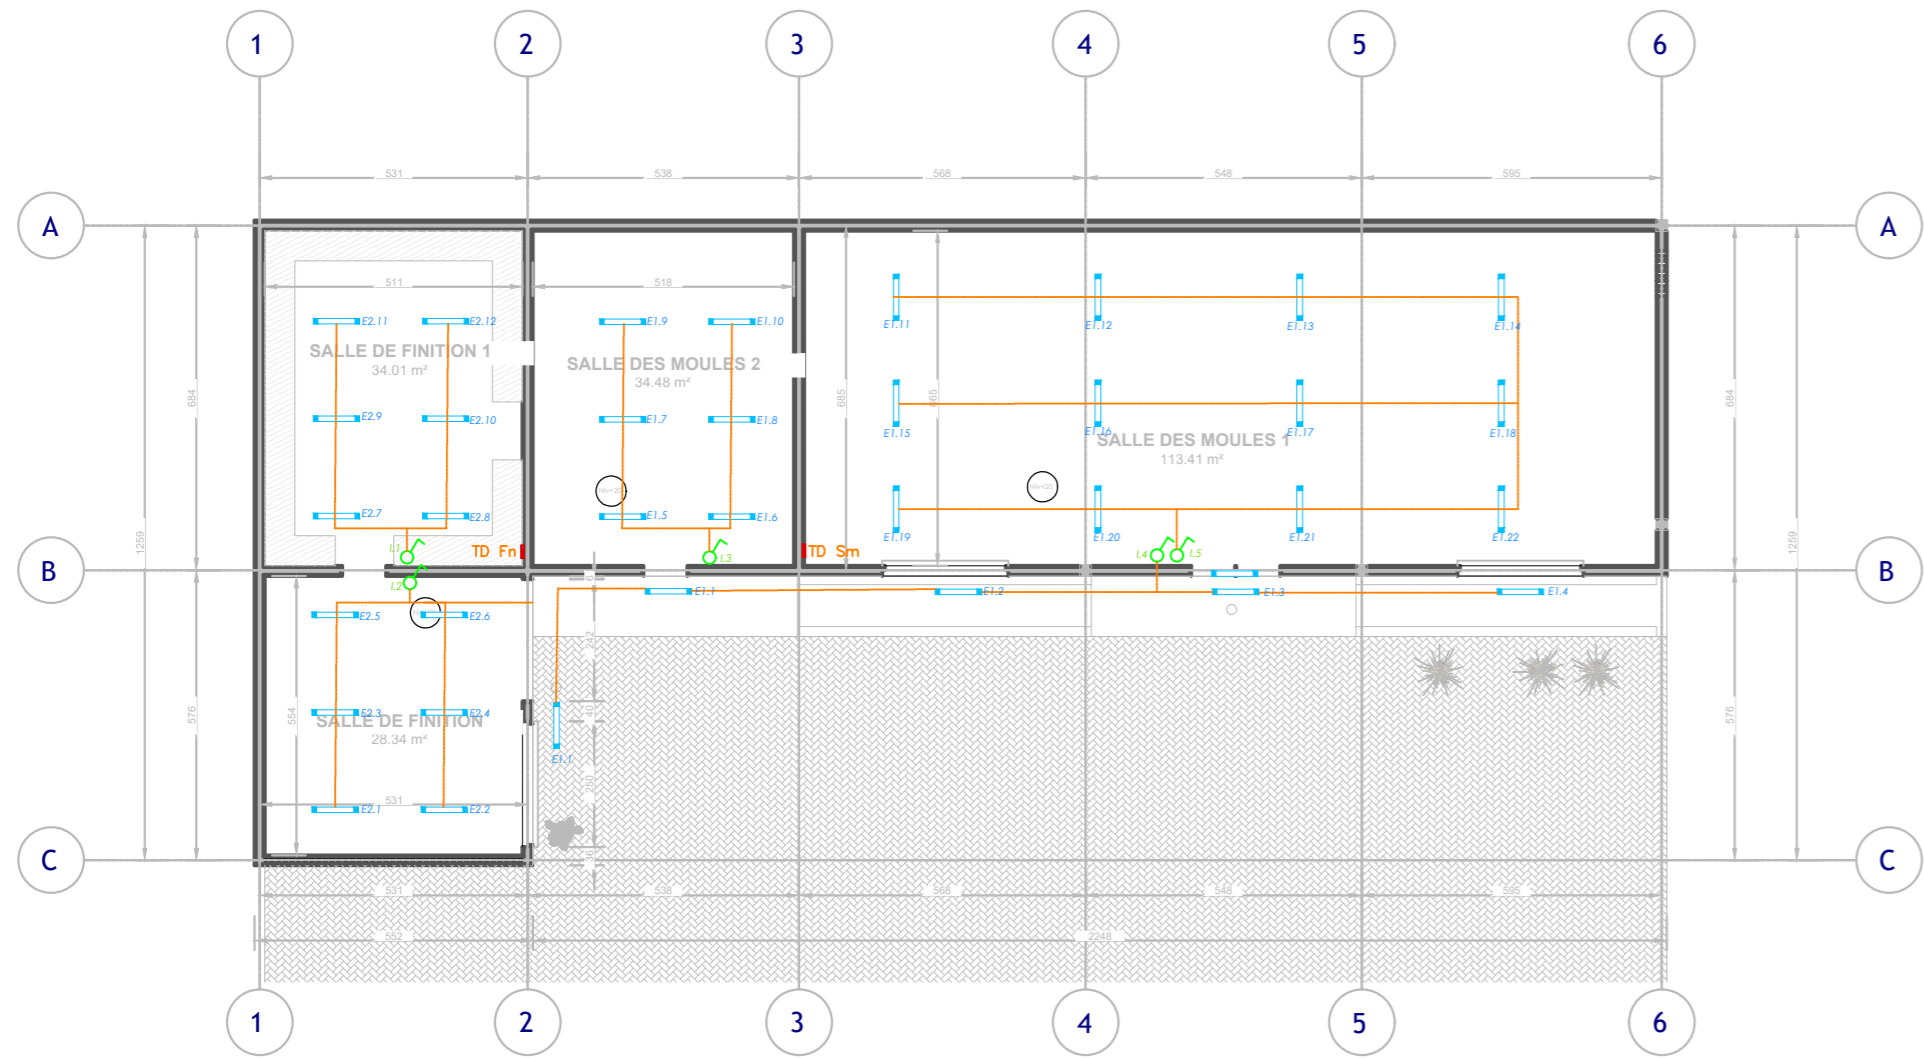 1 2 3 4 5 6
531 538 568 548 595
A A
511 518
E2.11 E2.12 E1.9 E1.10 E1.11 E1.12 E1.13 E1.14
SALLE DE FINITION 1
34.01 m²
SALLE DES MOULES 2
34.48 m²
684 685 665 684
E2.9 E2.10 E1.7 E1.8 E1.15 E1.16 E1.17 E1.18
SALLE DES MOULES 1
113.41 m²
E2.7 E2.8 E1.5 E1.6 E1.19 E1.20 E1.21 E1.22
1259 1259
I.1 TD Fn I.3 TD Sm I.4 I.5
B B
I.2
E1.1 E1.2 E1.3 E1.4
E2.5 E2.6
242
576 554 576
E2.3 E2.4 40
SALLE DE FINITION
28.34 m²
E1.1
250
531
E2.1 E2.2
C C
36
531 538 568 548 595
552 2248
1 2 3 4 5 6